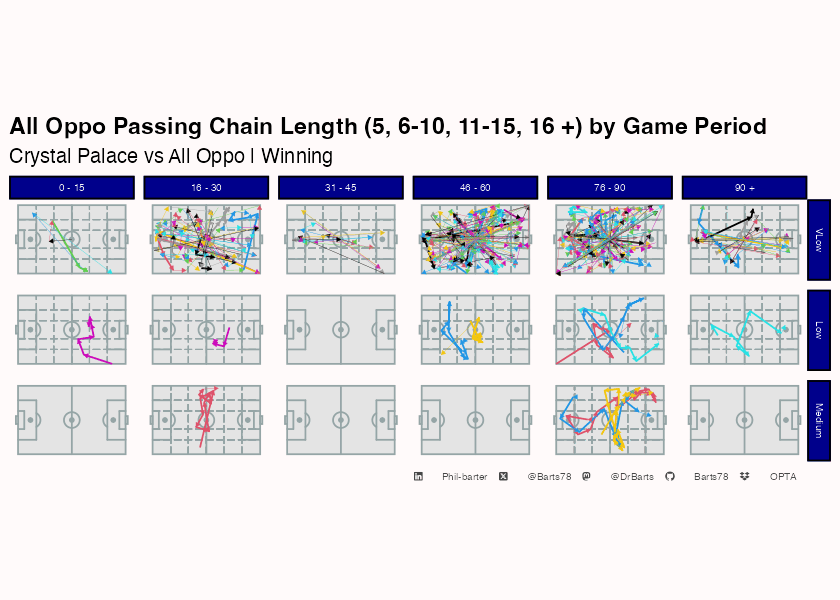 All Oppo Passing Chain Length (5, 6-10, 11-15, 16 +) by Game Period
Crystal Palace vs All Oppo I Winning
0 - 15
16 - 30
31 - 45
46 - 60
76 - 90
90 +
VLow
Low
Medium
Phil-barter @Barts78 @DrBarts Barts78 OPTA